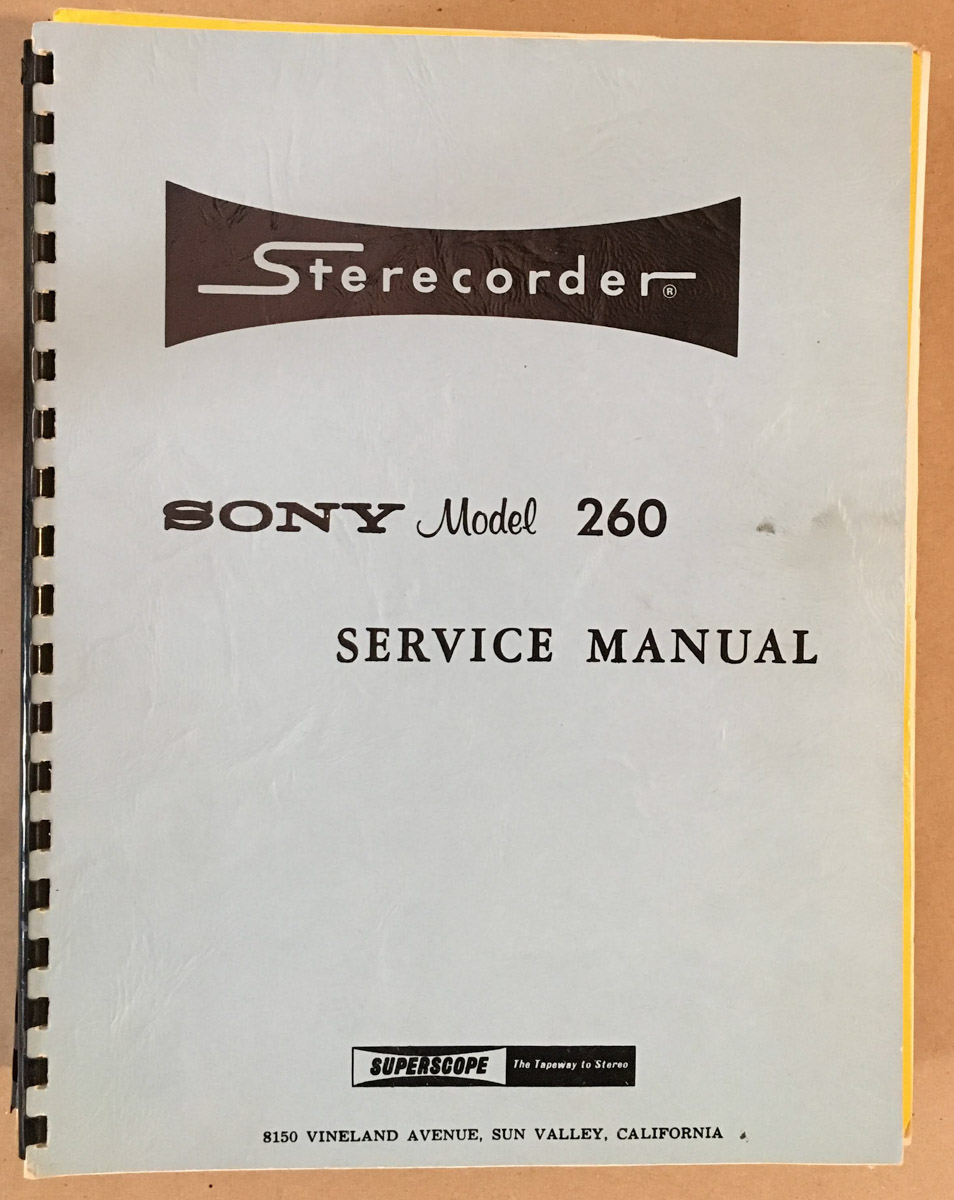 Sterecorder®
SONY Model 260
SERVICE MANUAL
SUPERSCOPE The Tapeway to Stereo
8150 VINELAND AVENUE, SUN VALLEY, CALIFORNIA